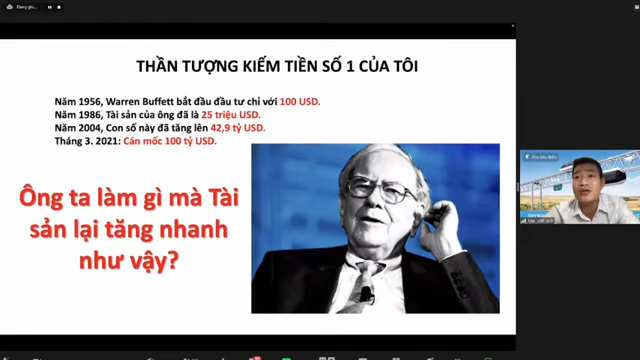 THẦN TƯỢNG KIẾM TIỀN SỐ 1 CỦA TÔI
Năm 1956, Warren Buffett bắt đầu đầu tư chỉ với 100 USD.
Năm 1986, Tài sản của ông đã là 25 triệu USD.
Năm 2004, Con số này đã tăng lên 42,9 tỷ USD.
Tháng 3. 2021: Cán mốc 100 tỷ USD.
Ông ta làm gì mà Tài
sản lại tăng nhanh
như vậy?